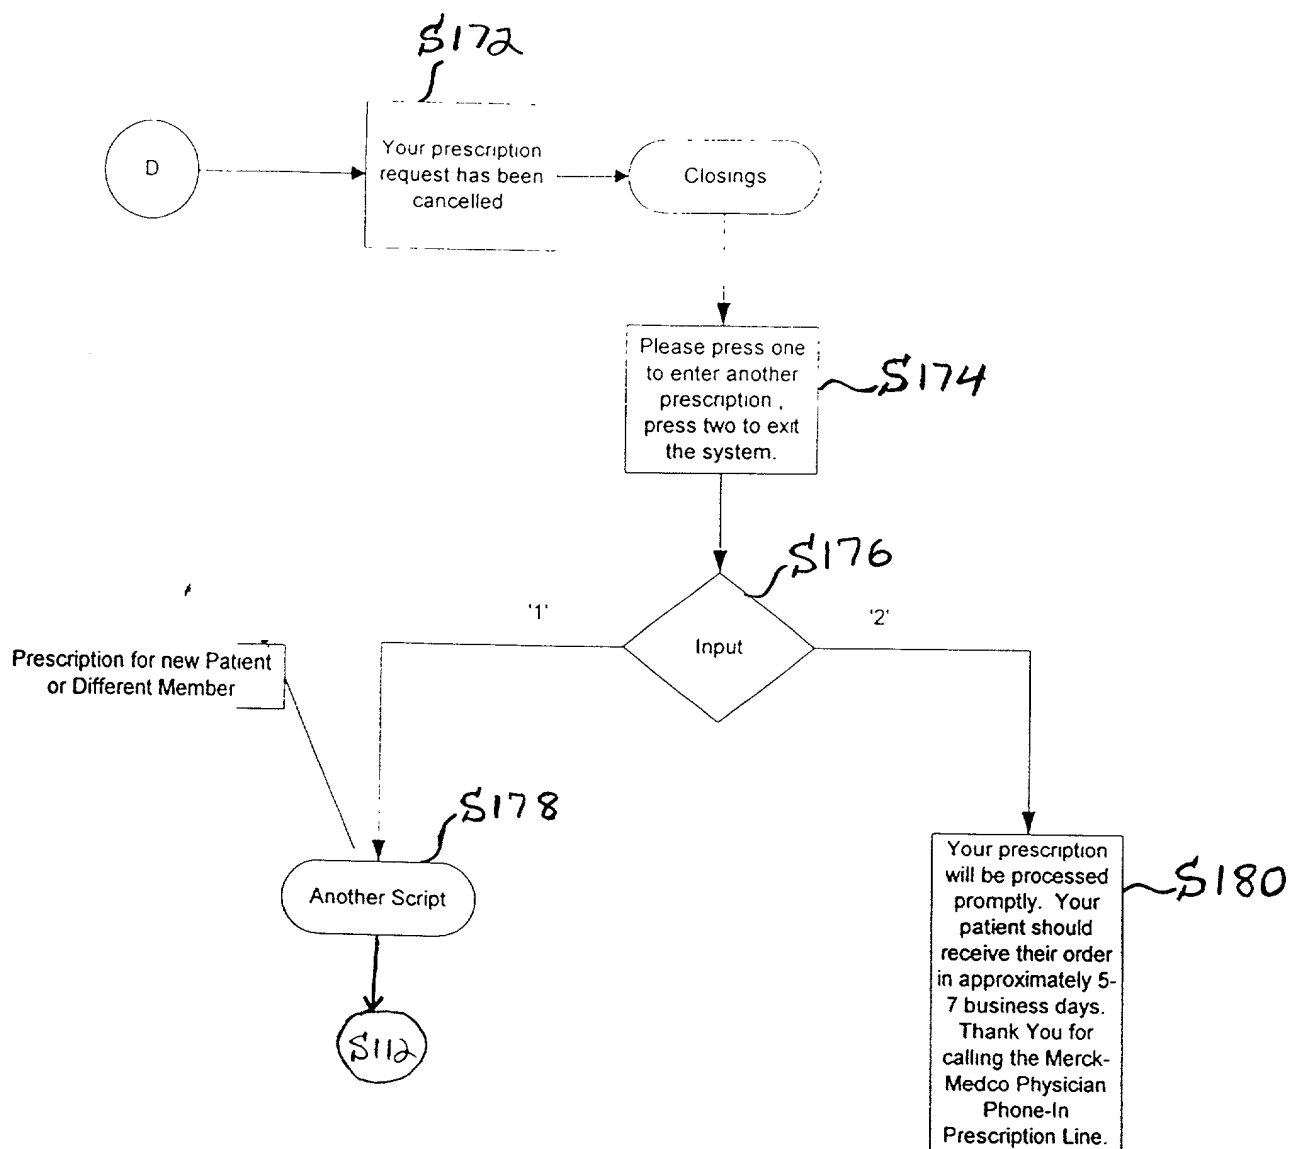 S172
D
Your prescription
request has been
cancelled
Closings
Please press one
to enter another
prescription ,
press two to exit
the system.
S174
S176
'1'
'2'
Input
Prescription for new Patient
or Different Member
S178
Another Script
S112
Your prescription
will be processed
promptly. Your
patient should
receive their order
in approximately 5-
7 business days.
Thank You for
calling the Merck-
Medco Physician
Phone-In
Prescription Line.
S180